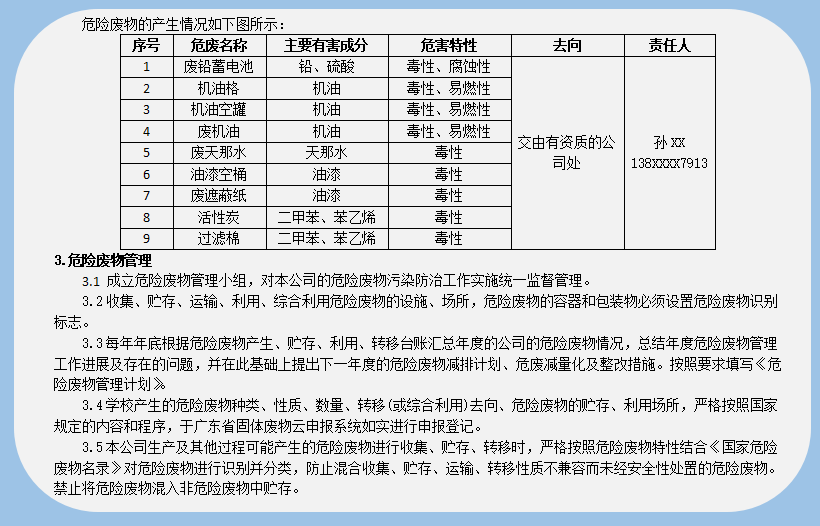 危险废物的产生情况如下图所示：
序号 危废名称 主要有害成分 危害特性 去向 责任人
1 废铅蓄电池 铅、硫酸 毒性、腐蚀性
2 机油格 机油 毒性、易燃性
3 机油空罐 机油 毒性、易燃性
4 废机油 机油 毒性、易燃性
5 废天那水 天那水 毒性
6 油漆空桶 油漆 毒性
7 废遮蔽纸 油漆 毒性
8 活性炭 二甲苯、苯乙烯 毒性
9 过滤棉 二甲苯、苯乙烯 毒性
交由有资质的公
司处
孙 XX
138XXXX7913
3.危险废物管理
3.1 成立危险废物管理小组，对本公司的危险废物污染防治工作实施统一监督管理。
3.2收集、贮存、运输、利用、综合利用危险废物的设施、场所，危险废物的容器和包装物必须设置危险废物识别
标志。
3.3每年年底根据危险废物产生、贮存、利用、转移台账汇总年度的公司的危险废物情况，总结年度危险废物管理
工作进展及存在的问题，并在此基础上提出下一年度的危险废物减排计划、危废减量化及整改措施。按照要求填写《危
险废物管理计划》。
3.4学校产生的危险废物种类、性质、数量、转移(或综合利用)去向、危险废物的贮存、利用场所，严格按照国家
规定的内容和程序，于广东省固体废物云申报系统如实进行申报登记。
3.5本公司生产及其他过程可能产生的危险废物进行收集、贮存、转移时，严格按照危险废物特性结合《国家危险
废物名录》对危险废物进行识别并分类，防止混合收集、贮存、运输、转移性质不兼容而未经安全性处置的危险废物。
禁止将危险废物混入非危险废物中贮存。